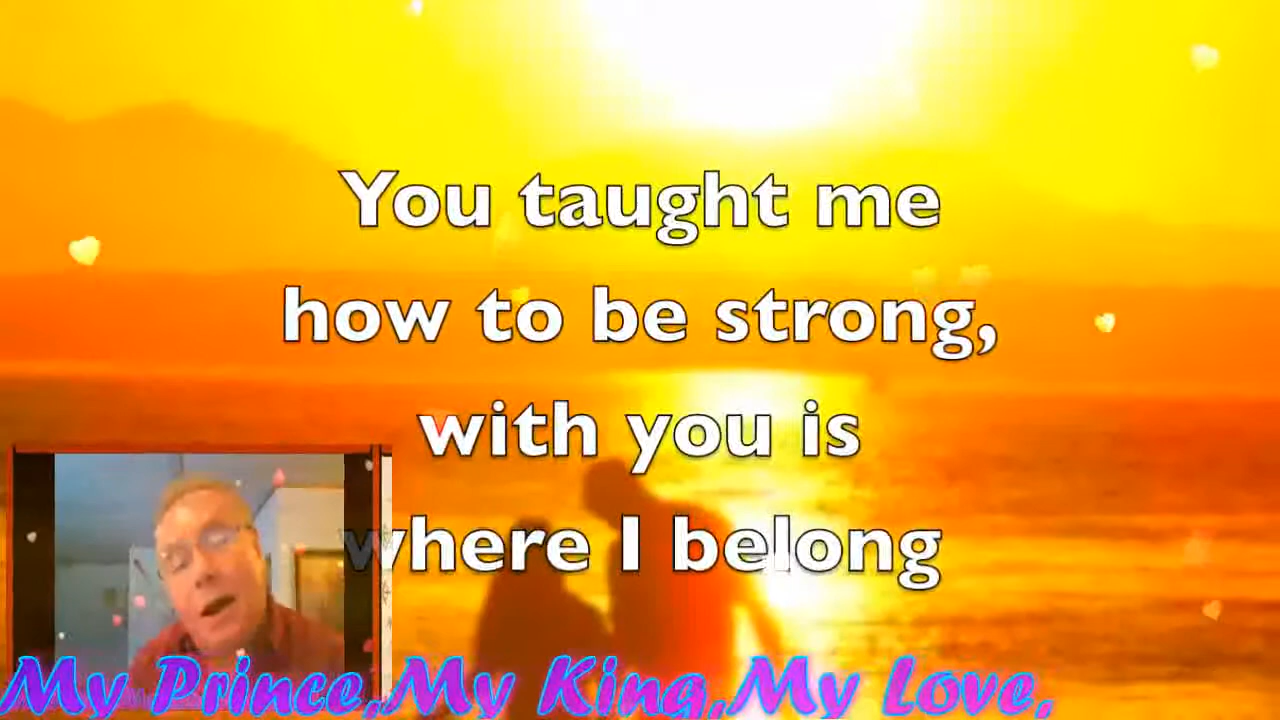 You taught me
how to be strong,
with you is
where I belong
My Prince,My King,My Love,